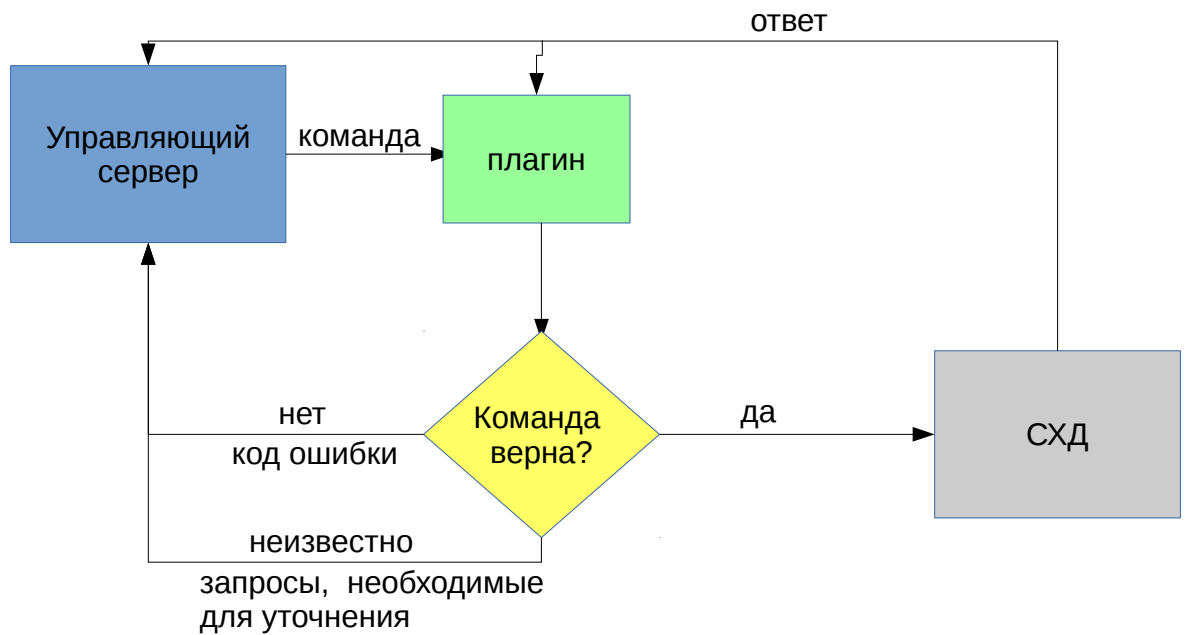 ответ
Управляющий
сервер
команда
плагин
нет
код ошибки
Команда
верна?
да
СХД
неизвестно
запросы, необходимые
для уточнения